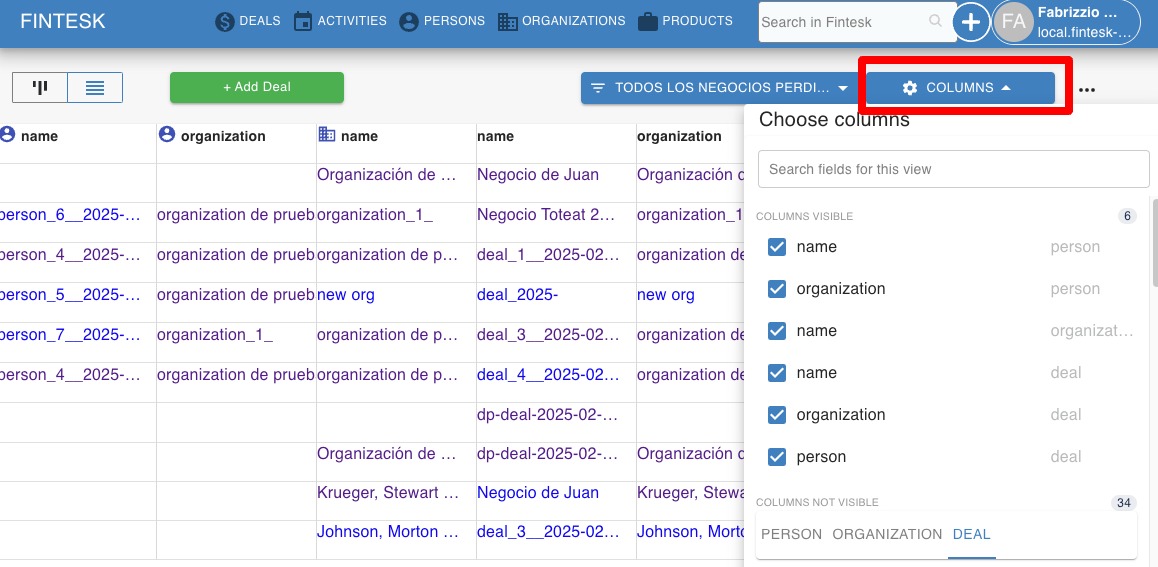 FINTESK DEALS ACTIVITIES PERSONS ORGANIZATIONS PRODUCTS Search in Fintesk FA Fabrizzio ...
local.fintesk-...
+ Add Deal TODOS LOS NEGOCIOS PERDI... COLUMNS
name organization name name organization
Organización de ... Negocio de Juan Organización d
person_6__2025-... organization de prueb organization_1_ Negocio Toteat 2... organization_1
person_4__2025-... organization de prueb organization de p... deal_1__2025-02... organization de
person_5__2025-... organization de prueb new org deal_2025- new org
person_7__2025-... organization_1_ organization de p... deal_3__2025-02... organization de
person_4__2025-... organization de prueb organization de p... deal_4__2025-02... organization de
dp-deal-2025-02-...
Organización de ... dp-deal-2025-02-... Organización d
Krueger, Stewart ... Negocio de Juan Krueger, Stewa
Johnson, Morton ... deal_3__2025-02... Johnson, Morto
Choose columns
Search fields for this view
COLUMNS VISIBLE 6
name person
organization person
name organizat...
name deal
organization deal
person deal
COLUMNS NOT VISIBLE 34
PERSON ORGANIZATION DEAL